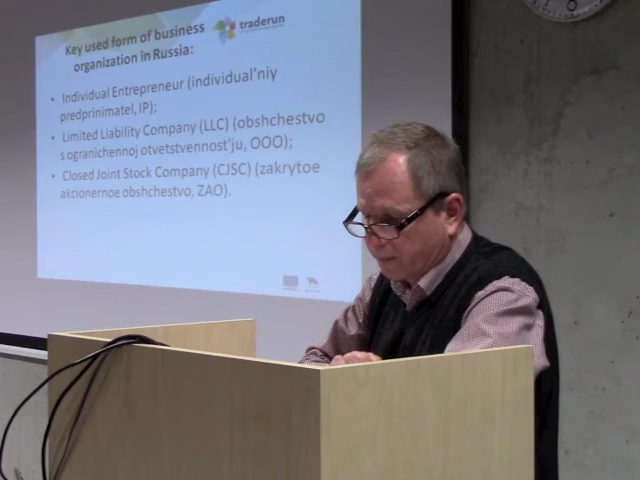 Key used form of business
organization in Russia:
traderun
• Individual Entrepreneur (individual'niy
predprinimatel, IP);
• Limited Liability Company (LLC) (obshchestvo
s ogranichennoj otvetstvennost'ju, OOO);
• Closed Joint Stock Company (CJSC) (zakrytoe
akcionernoe obshchestvo, ZAO).